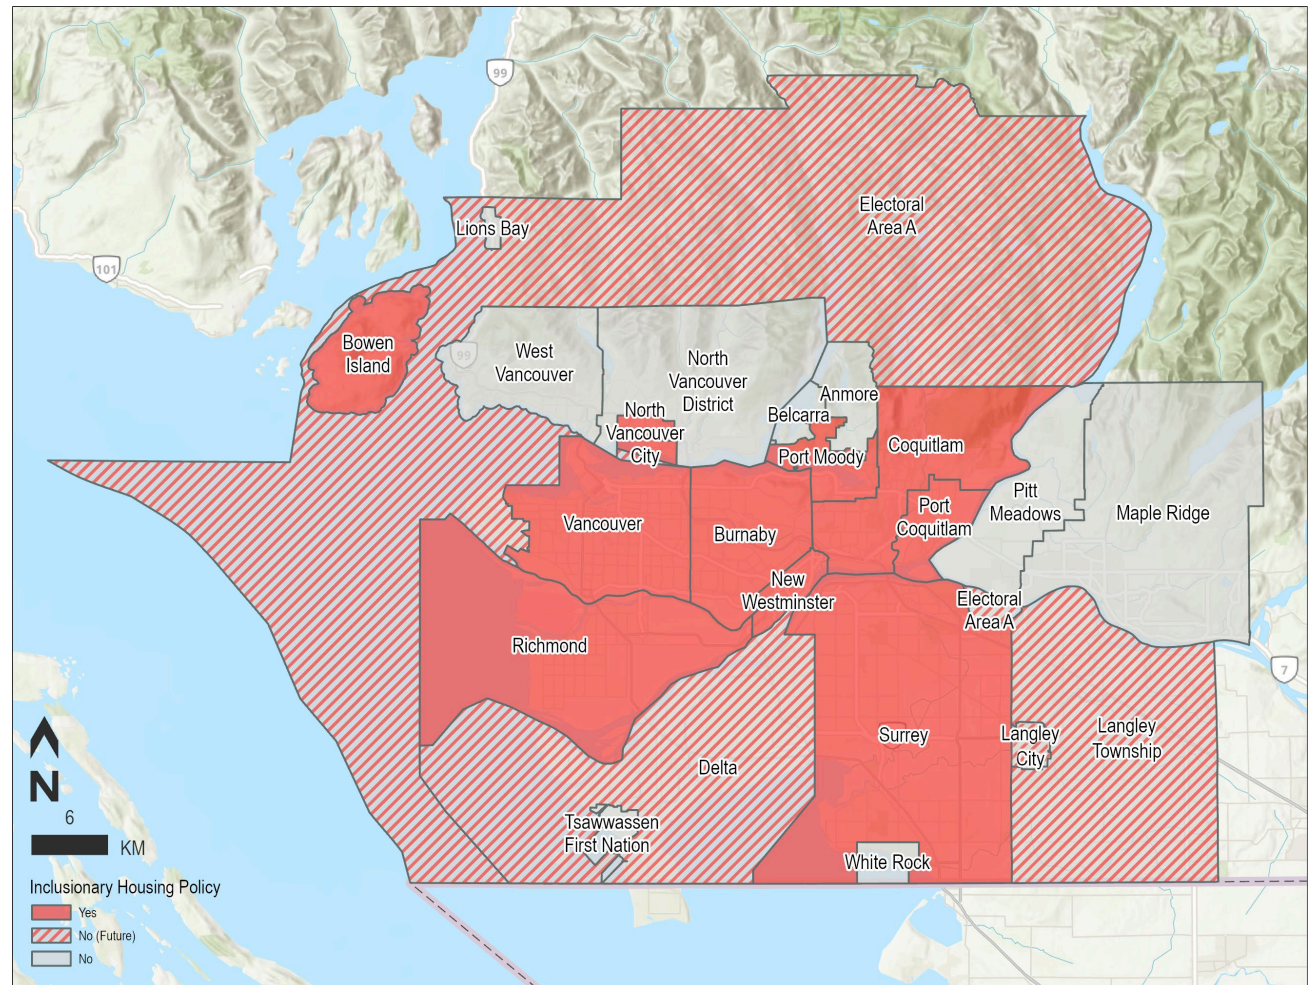 99
Electoral
Area A
Lions Bay
101
Bowen
Island
99
West
Vancouver
North
Vancouver
District
Anmore
Belcarra
North
Vancouver
City
Port Moody
Coquitlam
Pitt
Meadows
Maple Ridge
Port
Coquitlam
Vancouver
Burnaby
New
Westminster
Electoral
Area A
Richmond
7
Surrey
Langley
City
Langley
Township
Delta
Tsawwassen
First Nation
White Rock
N
6
KM
Inclusionary Housing Policy
Yes
No (Future)
No